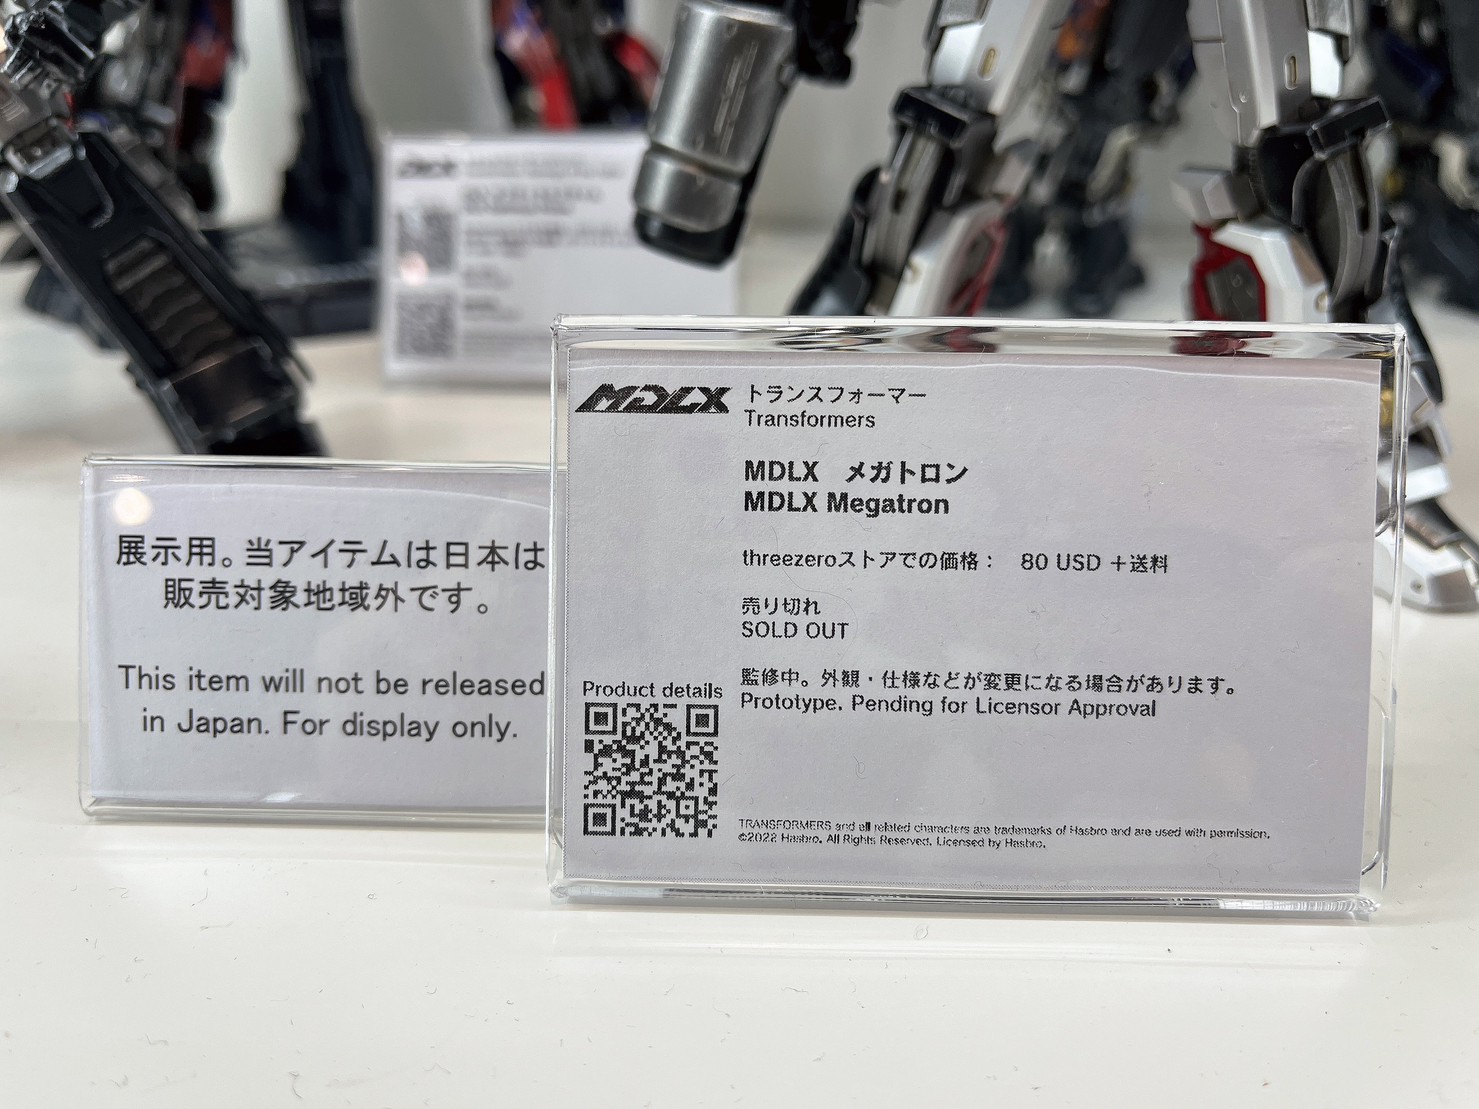 展示用。当アイテムは日本は
販売対象地域外です。
This item will not be released
in Japan. For display only.
MDLX
トランスフォーマー
Transformers
MDLX メガトロン
MDLX Megatron
threezeroストアでの価格： 80 USD +送料
売り切れ
SOLD OUT
監修中。外観・仕様などが変更になる場合があります。
Prototype. Pending for Licensor Approval
Product details
TRANSFORMERS and all related characters are trademarks of Hasbro and are used with permission.
©2022 Hasbro. All Rights Reserved. Licensed by Hasbro.